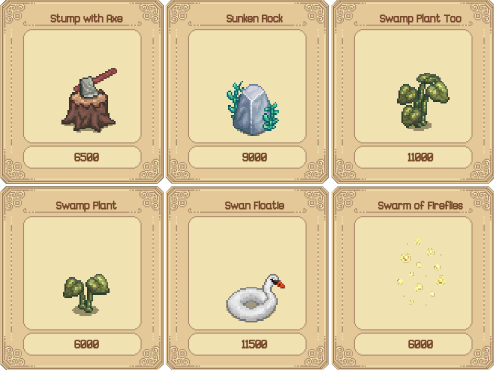 Stump with Axe
6500
Sunken Rock
9000
Swamp Plant Too
11000
Swamp Plant
6000
Swan Floatie
11500
Swarm of Fireflies
6000